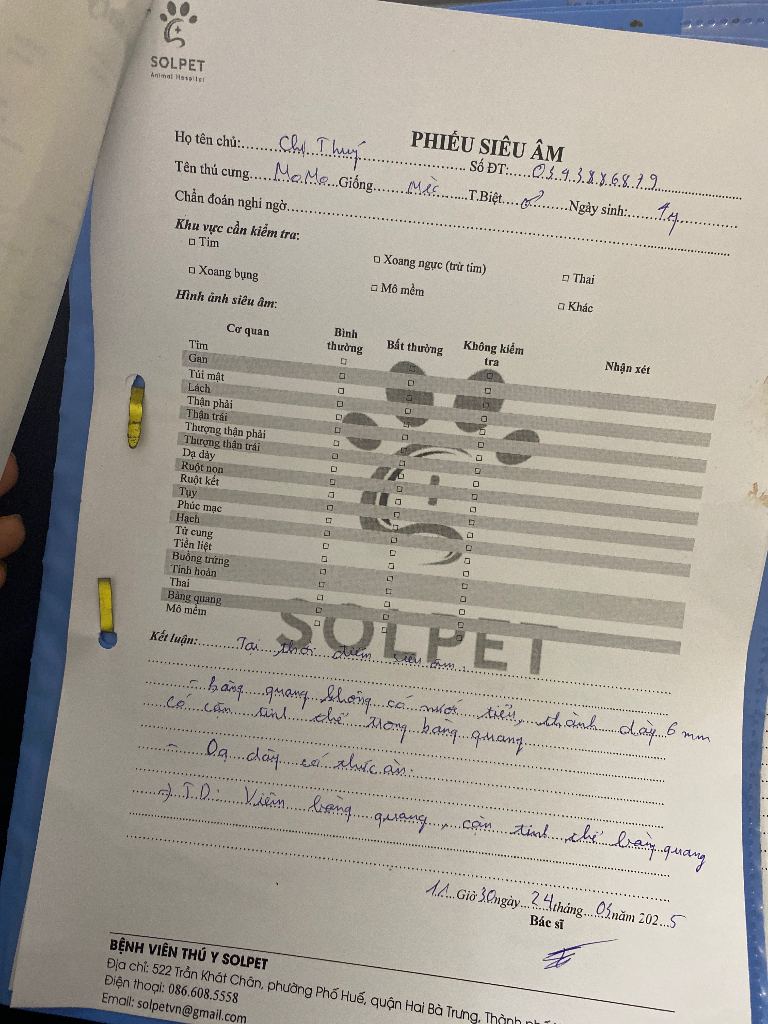 SOLPET
Animal Hospital
PHIẾU SIÊU ÂM
Họ tên chủ: Chị Thuý Số ĐT: 0393886879
Tên thú cưng MoMo Giống Mèo T.Biệt ♂ Ngày sinh: 1y
Chẩn đoán nghi ngờ
Khu vực cần kiểm tra:
□ Tim □ Xoang ngực (trừ tim) □ Thai
□ Xoang bụng □ Mô mềm □ Khác
Hình ảnh siêu âm:
Cơ quan Bình thường Bất thường Không kiểm tra Nhận xét
Tim □ □ □
Gan □ □ □
Túi mật □ □ □
Lách □ □ □
Thận phải □ □ □
Thận trái □ □ □
Thượng thận phải □ □ □
Thượng thận trái □ □ □
Dạ dày □ □ □
Ruột non □ □ □
Ruột kết □ □ □
Tụy □ □ □
Phúc mạc □ □ □
Hạch □ □ □
Tử cung □ □ □
Tiền liệt □ □ □
Buồng trứng □ □ □
Tinh hoàn □ □ □
Thai □ □ □
Bàng quang □ □ □
Mô mềm □ □ □
SOLPET
Kết luận: Tại thời điểm siêu âm:
- Bàng quang không có nước tiểu, thành dày 6 mm
có cặn tinh thể trong bàng quang
- Dạ dày có thức ăn.
=> T.D: Viêm bàng quang, cặn tinh thể bàng quang
11 Giờ 30 ngày 24 tháng 03 năm 2025
Bác sĩ
BỆNH VIỆN THÚ Y SOLPET
Địa chỉ: 522 Trần Khát Chân, phường Phố Huế, quận Hai Bà Trưng, Thành
Điện thoại: 086.608.5558
Email: solpetvn@gmail.com